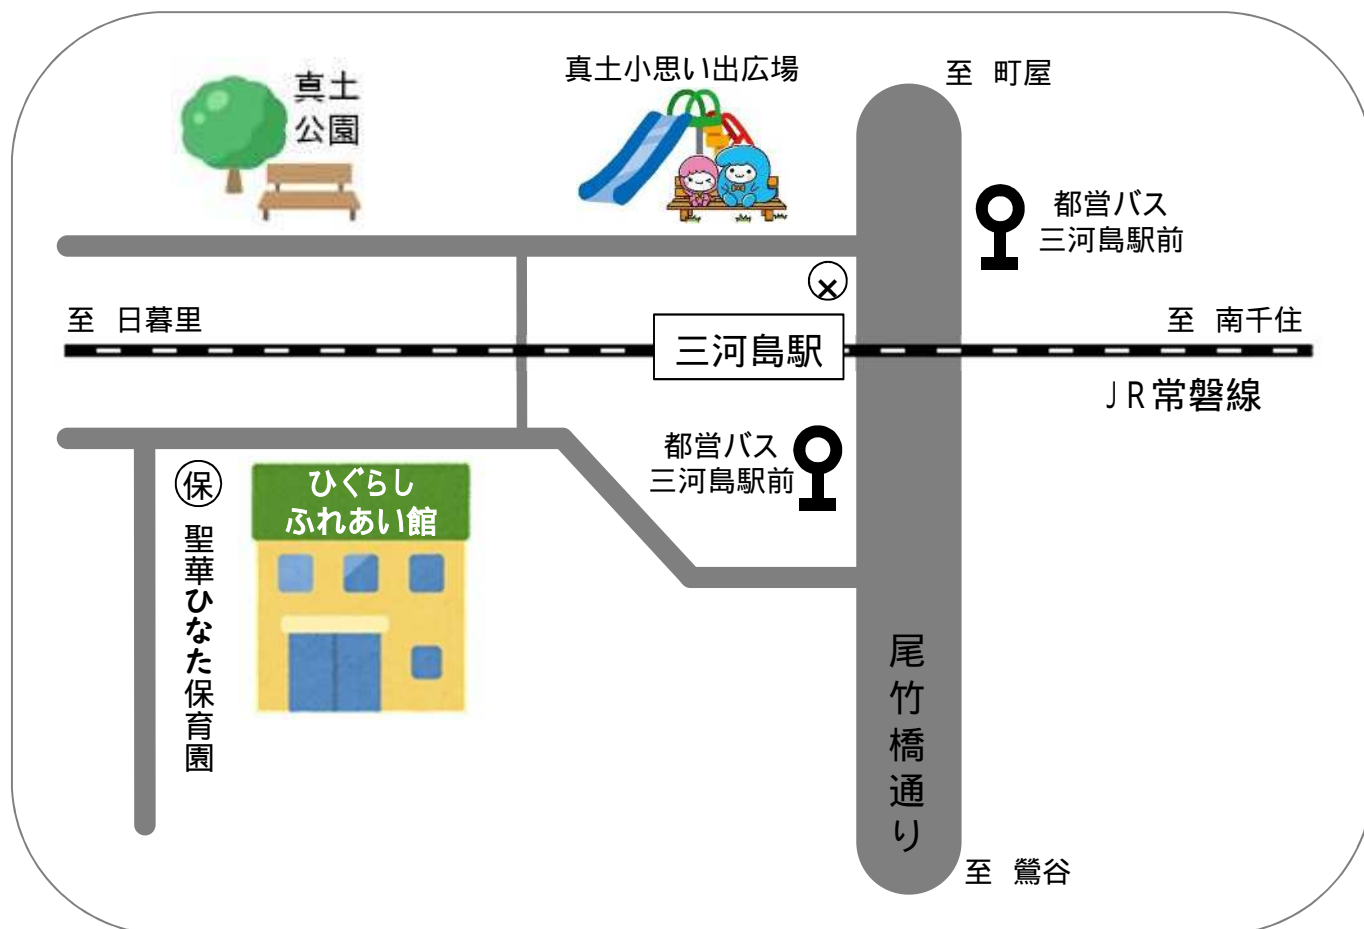 真土
公園
真土小思い出広場
至 町屋
都営バス
三河島駅前
至 日暮里
三河島駅
至 南千住
JR常磐線
都営バス
三河島駅前
保
聖華ひなた保育園
ひぐらし
ふれあい館
尾竹橋通り
至 鶯谷